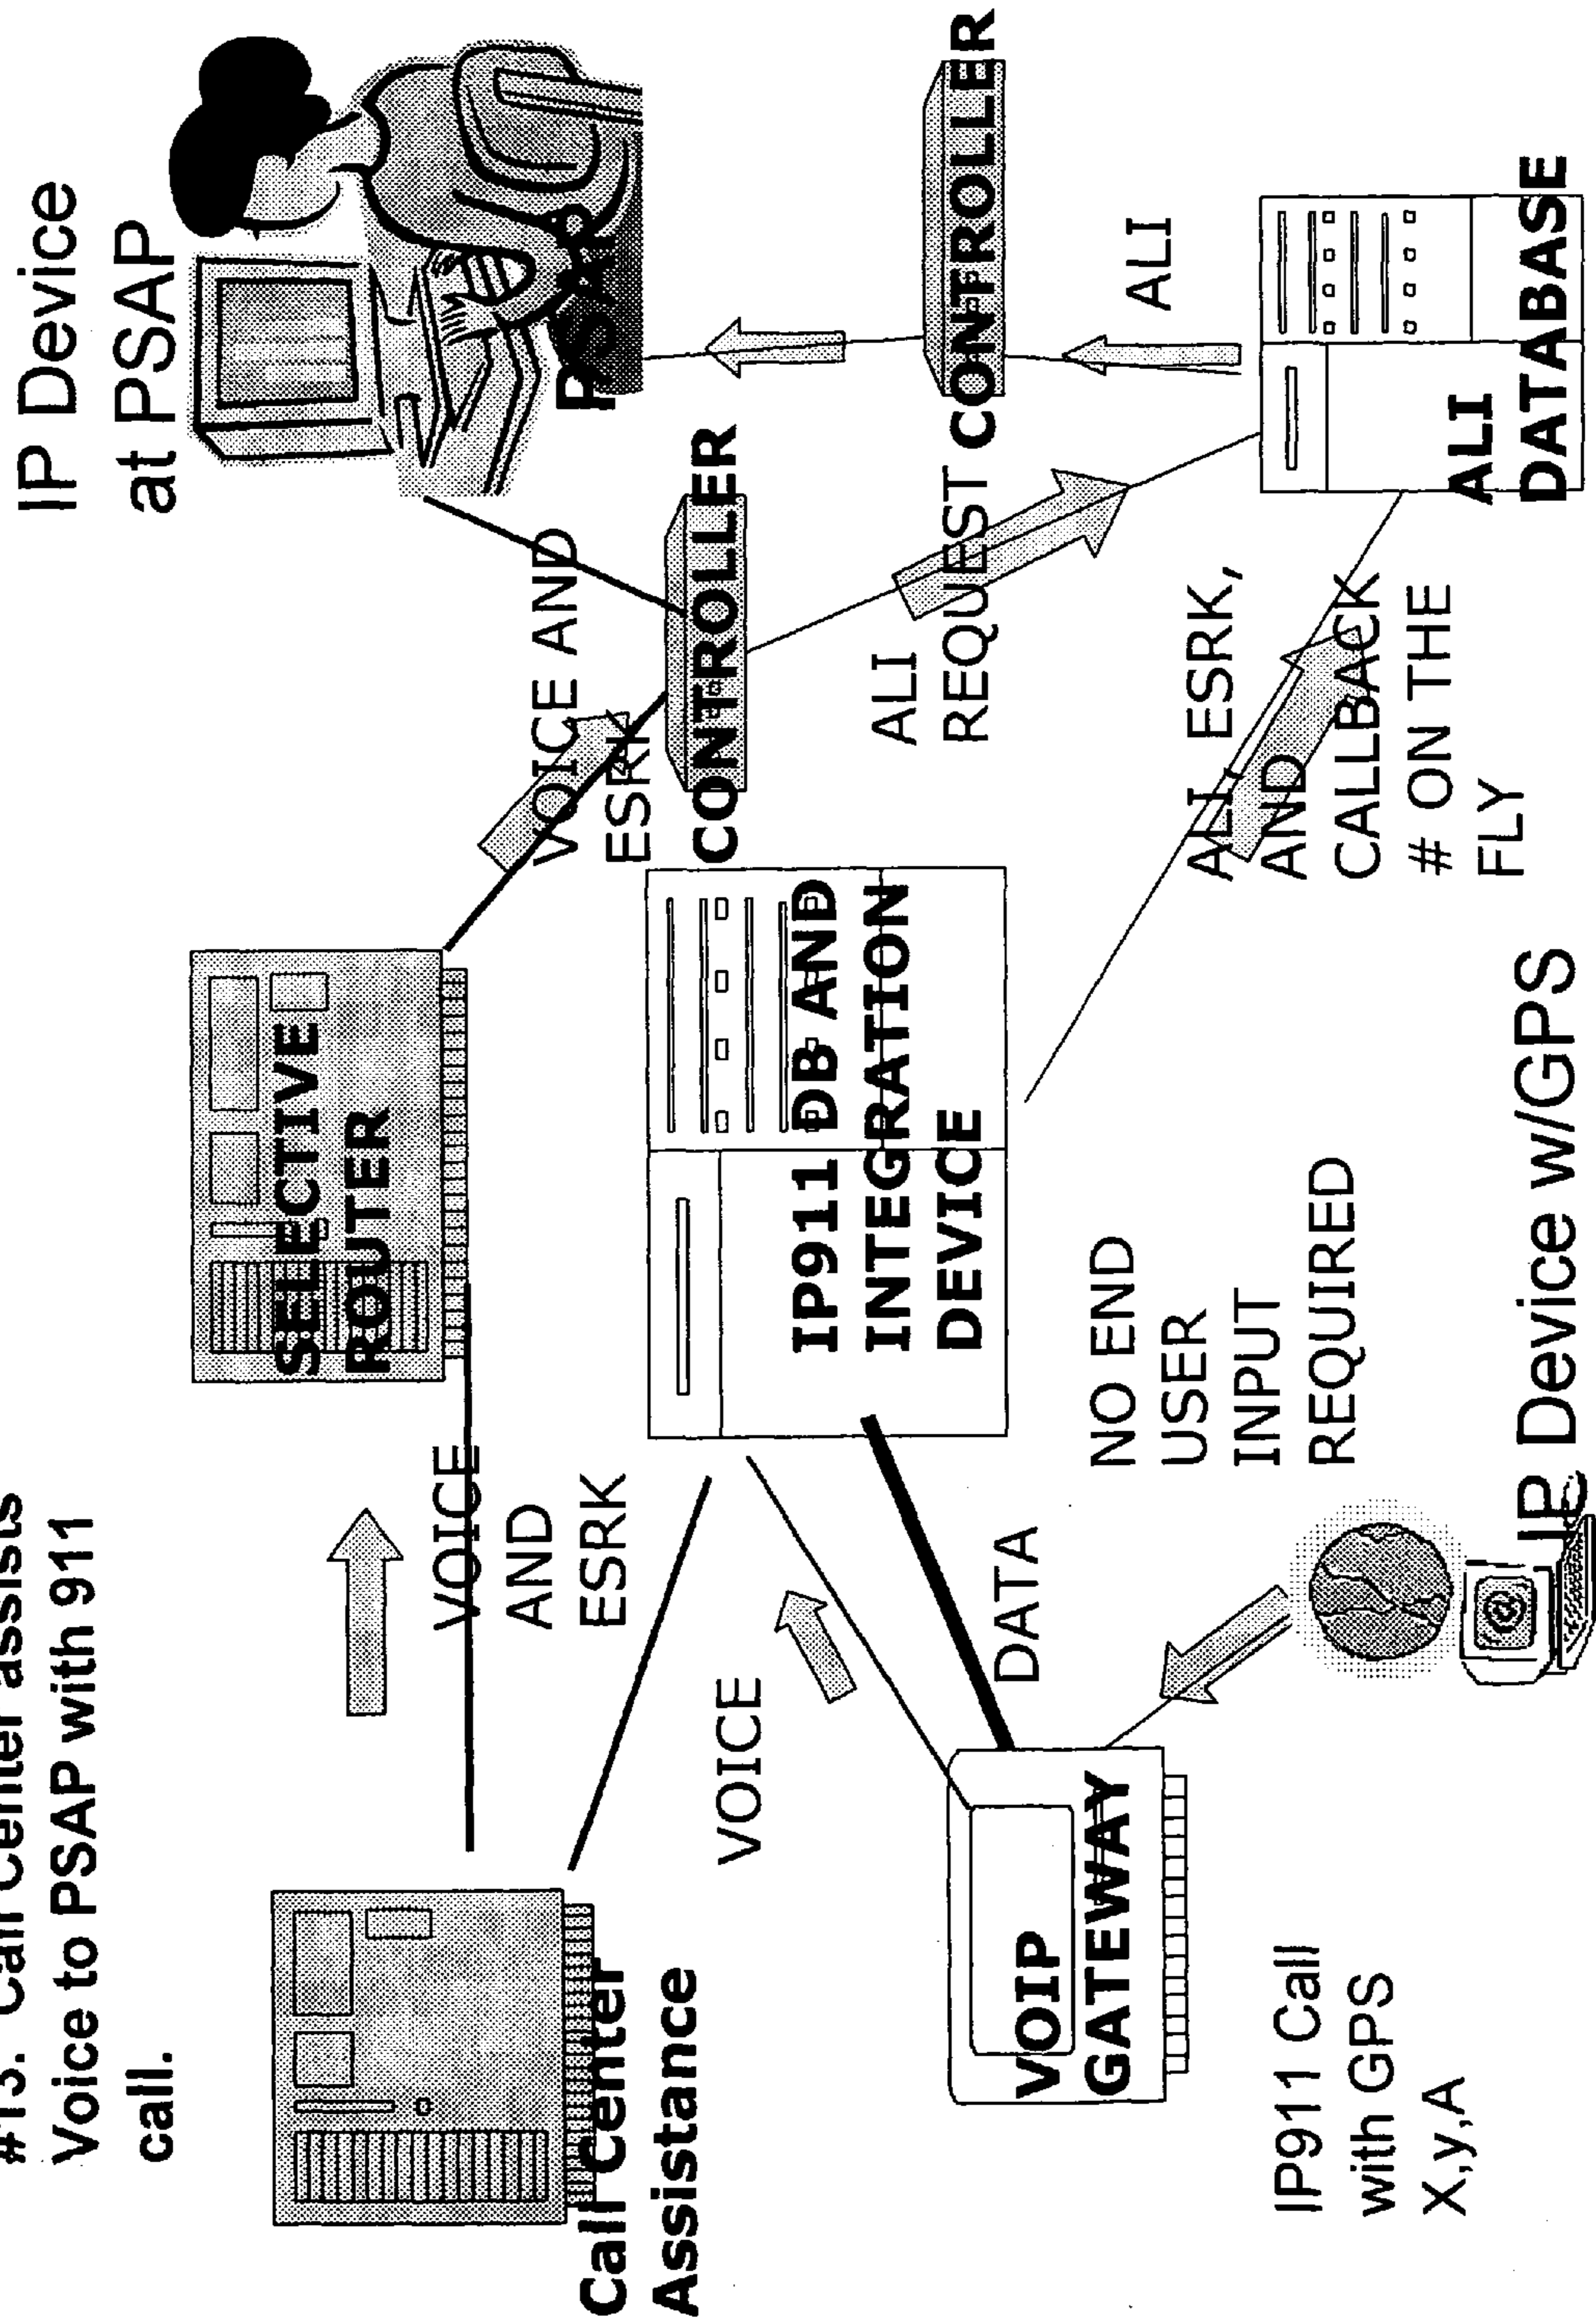 #13. Call Center assists
Voice to PSAP with 911
call.
IP Device
at PSAP
PSAP
SELECTIVE
ROUTER
VOICE AND
ESRK
VOICE
AND
ESRK
Call Center
Assistance
CONTROLLER
IP911 DB AND
INTEGRATION
DEVICE
VOICE
DATA
ALI
REQUEST
CONTROLLER
ALI
VOIP
GATEWAY
NO END
USER
INPUT
REQUIRED
ALI, ESRK,
AND
CALLBACK
# ON THE
FLY
ALI
DATABASE
IP911 Call
with GPS
X,y,A
@
IP Device w/GPS